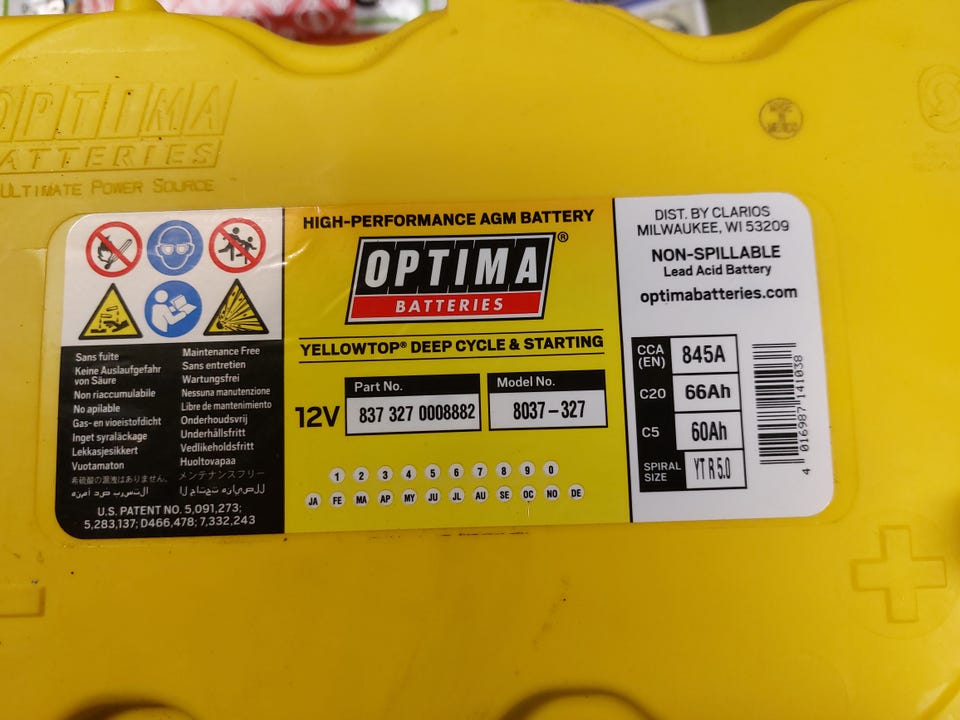 OPTIMA
BATTERIES
ULTIMATE POWER SOURCE
MADE IN MEXICO
Sans fuite
Keine Auslaufgefahr
von Säure
Non riaccumulabile
No apilable
Gas- en vloeistofdicht
Inget syraläckage
Lekkasjesikkert
Vuotamaton
Maintenance Free
Sans entretien
Wartungsfrei
Nessuna manutenzione
Libre de mantenimiento
Onderhoudsvrij
Underhållsfritt
Vedlikeholdsfritt
Huoltovapaa
メンテナンスフリー
U.S. PATENT NO. 5,091,273;
5,283,137; D466,478; 7,332,243
HIGH-PERFORMANCE AGM BATTERY
OPTIMA®
BATTERIES
YELLOWTOP® DEEP CYCLE & STARTING
12V
Part No.
837 327 0008882
Model No.
8037-327
1 2 3 4 5 6 7 8 9 0
JA FE MA AP MY JU JL AU SE OC NO DE
DIST. BY CLARIOS
MILWAUKEE, WI 53209
NON-SPILLABLE
Lead Acid Battery
optimabatteries.com
CCA (EN) 845A
C20 66Ah
C5 60Ah
SPIRAL SIZE YT R 5.0
4 016987 141038